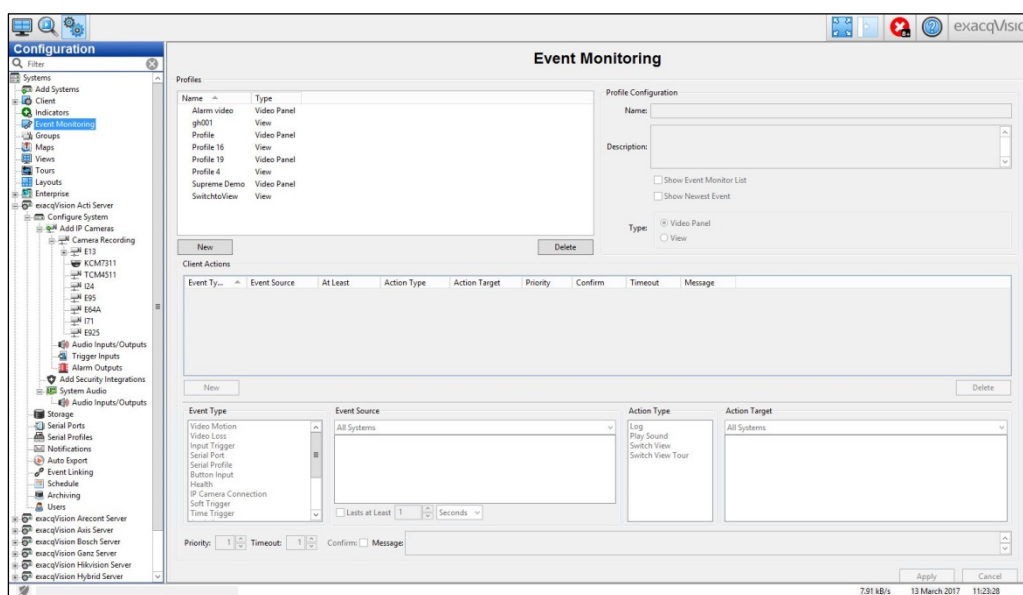 exacqVisio
Configuration
Filter
Systems
Add Systems
Client
Indicators
Event Monitoring
Groups
Maps
Views
Tours
Layouts
Enterprise
exacqVision Acti Server
Configure System
Add IP Cameras
Camera Recording
E13
KCM7311
TCM4511
I24
E95
E64A
I71
E925
Audio Inputs/Outputs
Trigger Inputs
Alarm Outputs
Add Security Integrations
System Audio
Audio Inputs/Outputs
Storage
Serial Ports
Serial Profiles
Notifications
Auto Export
Event Linking
Schedule
Archiving
Users
exacqVision Arecont Server
exacqVision Axis Server
exacqVision Bosch Server
exacqVision Ganz Server
exacqVision Hikvision Server
exacqVision Hybrid Server
Event Monitoring
Profiles
Name Type
Alarm video Video Panel
gh001 View
Profile Video Panel
Profile 16 View
Profile 19 Video Panel
Profile 4 View
Supreme Demo Video Panel
SwitchtoView View
New Delete
Profile Configuration
Name:
Description:
Show Event Monitor List
Show Newest Event
Type: Video Panel
View
Client Actions
Event Ty... Event Source At Least Action Type Action Target Priority Confirm Timeout Message
New Delete
Event Type
Video Motion
Video Loss
Input Trigger
Serial Port
Serial Profile
Button Input
Health
IP Camera Connection
Soft Trigger
Time Trigger
Event Source
All Systems
Lasts at Least 1 Seconds
Action Type
Log
Play Sound
Switch View
Switch View Tour
Action Target
All Systems
Priority: 1 Timeout: 1 Confirm: Message:
Apply Cancel
7.91 kB/s 13 March 2017 11:23:28